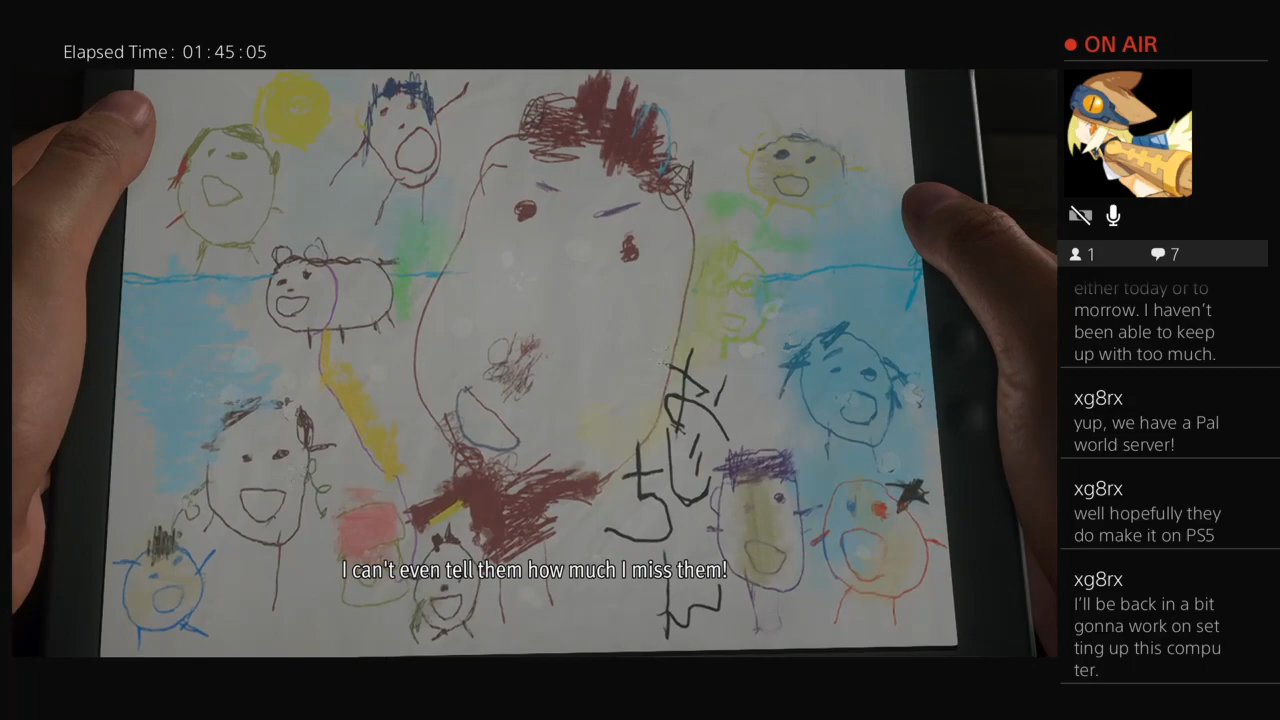 Elapsed Time: 01:45:05
ON AIR
1
7
either today or to
morrow. I haven't
been able to keep
up with too much.
xg8rx
yup, we have a Pal
world server!
xg8rx
well hopefully they
do make it on PS5
xg8rx
I'll be back in a bit
gonna work on set
ting up this compu
ter.
I can't even tell them how much I miss them!